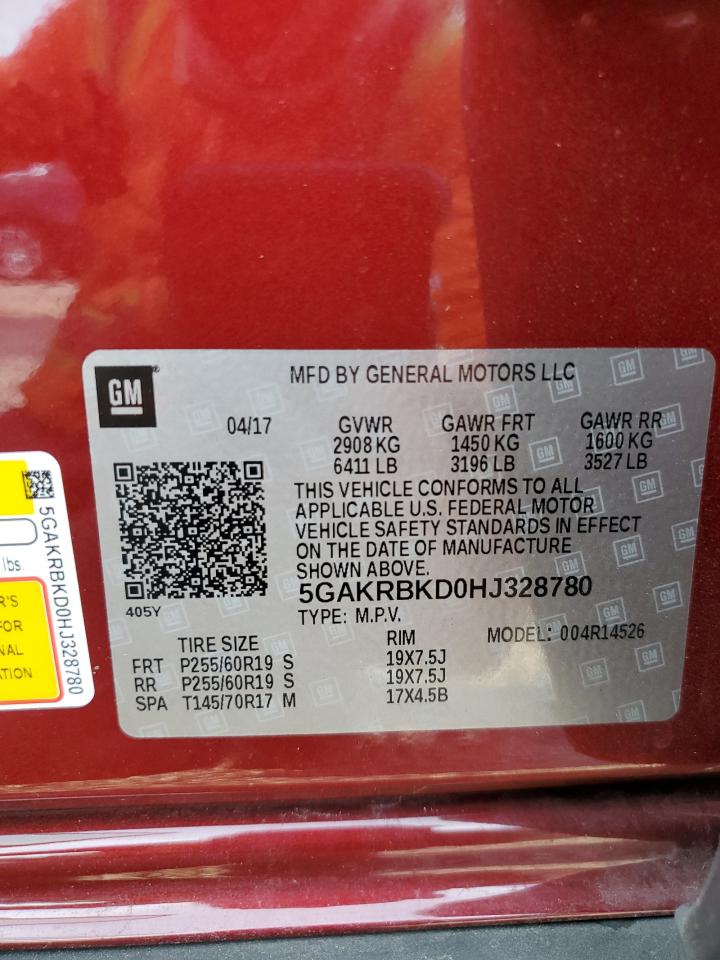 GM
MFD BY GENERAL MOTORS LLC
04/17 GVWR GAWR FRT GAWR RR
2908 KG 1450 KG 1600 KG
6411 LB 3196 LB 3527 LB
THIS VEHICLE CONFORMS TO ALL
APPLICABLE U.S. FEDERAL MOTOR
VEHICLE SAFETY STANDARDS IN EFFECT
ON THE DATE OF MANUFACTURE
SHOWN ABOVE.
5GAKRBKD0HJ328780
405Y
TYPE: M.P.V. MODEL: 004R14526
TIRE SIZE RIM
FRT P255/60R19 S 19X7.5J
RR P255/60R19 S 19X7.5J
SPA T145/70R17 M 17X4.5B
5GAKRBKD0HJ328780
lbs
R'S
FOR
NAL
ATION